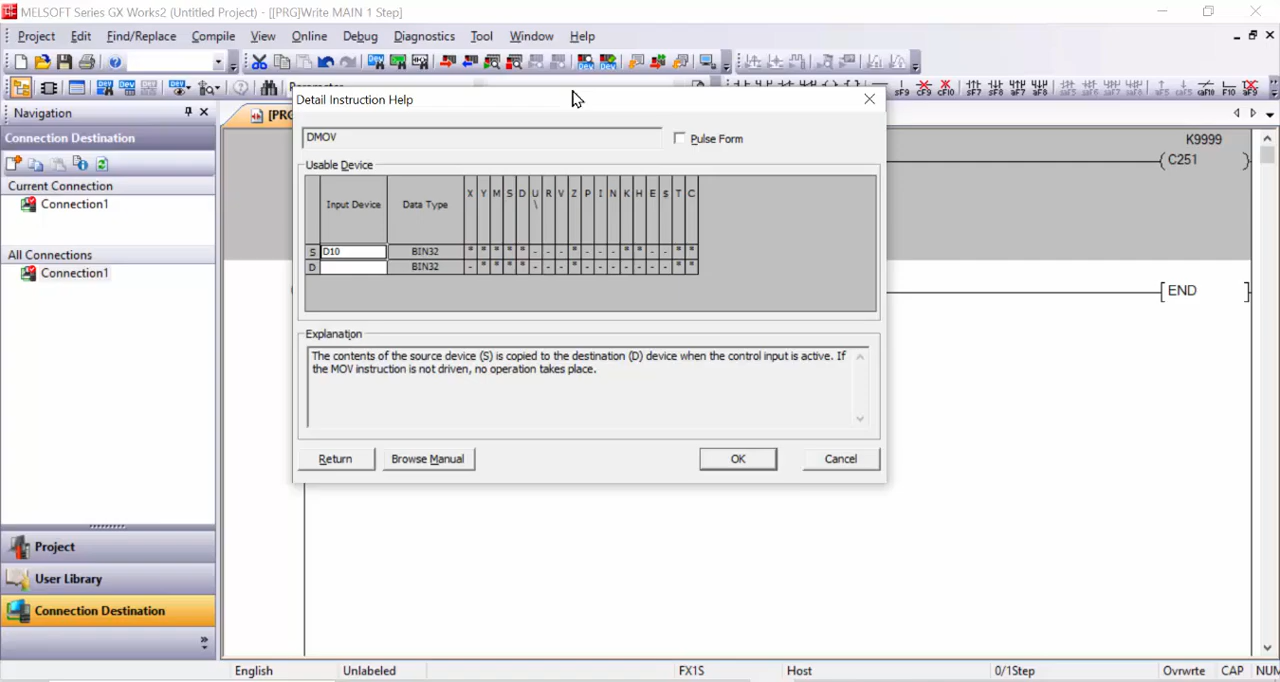 MELSOFT Series GX Works2 (Untitled Project) - [[PRG]Write MAIN 1 Step]
Project Edit Find/Replace Compile View Online Debug Diagnostics Tool Window Help
Navigation
[PRG
Connection Destination
Current Connection
Connection1
All Connections
Connection1
Project
User Library
Connection Destination
Detail Instruction Help
DMOV
Pulse Form
Usable Device
Input Device Data Type X Y M S D U\ R V Z P I N K H E $ T C
S D10 BIN32 * * * * * - - - * - - - * * - - * *
D BIN32 - * * * * - - - * - - - - - - - * *
Explanation
The contents of the source device (S) is copied to the destination (D) device when the control input is active. If
the MOV instruction is not driven, no operation takes place.
Return Browse Manual OK Cancel
K9999
C251
END
English Unlabeled FX1S Host 0/1Step Ovrwrte CAP NUM